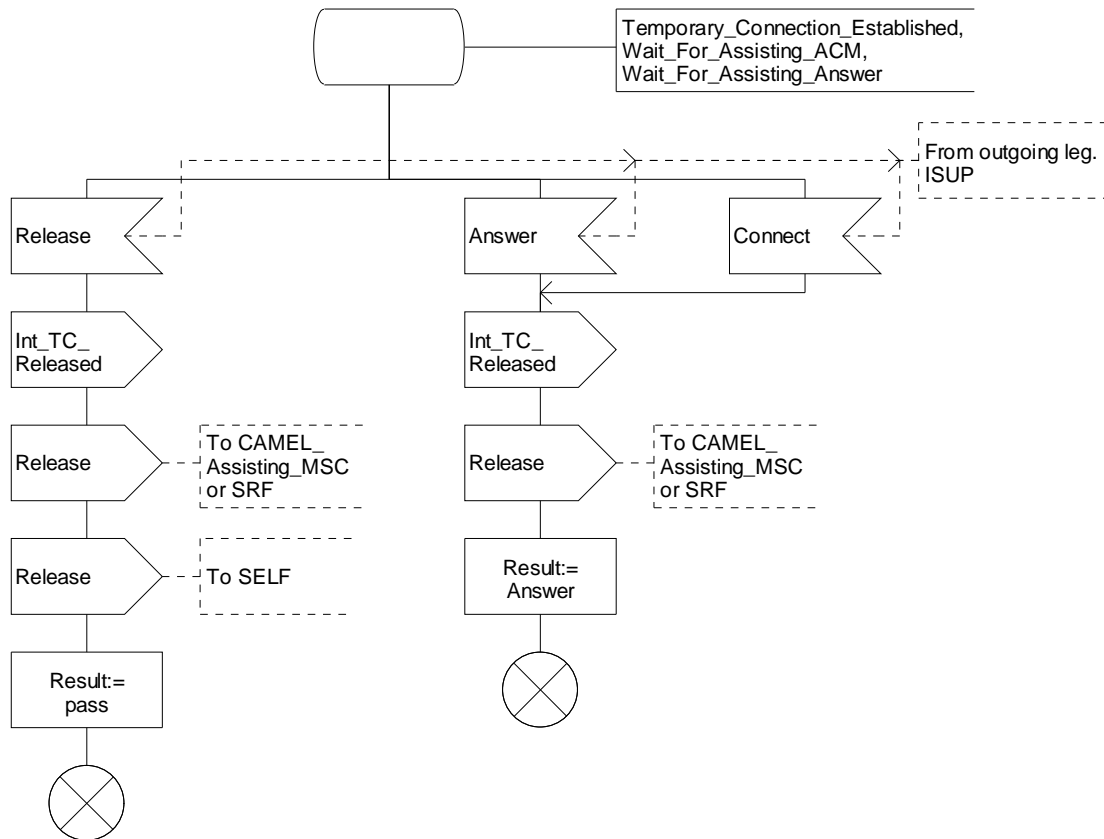 Temporary_Connection_Established,
Wait_For_Assisting_ACM,
Wait_For_Assisting_Answer
From outgoing leg.
ISUP
Release
Answer
Connect
Int_TC_
Released
Int_TC_
Released
Release
To CAMEL_
Assisting_MSC
or SRF
Release
To CAMEL_
Assisting_MSC
or SRF
Release
To SELF
Result:=
Answer
Result:=
pass